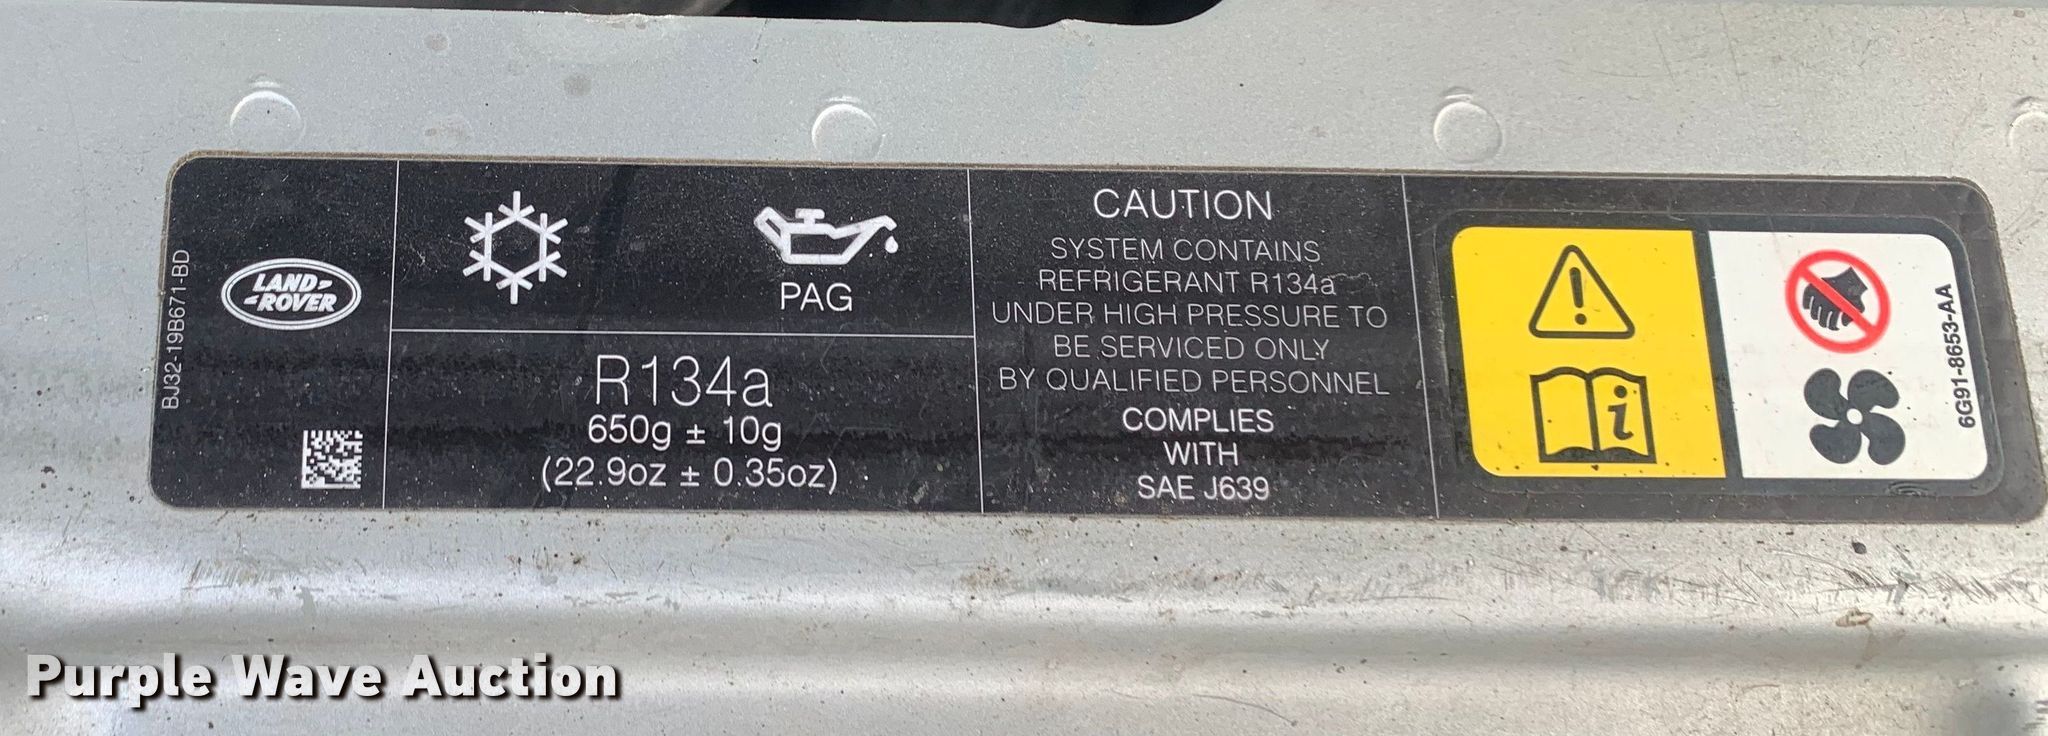 BJ32-19B671-BD
LAND-
-ROVER
PAG
R134a
650g ± 10g
(22.9oz ± 0.35oz)
CAUTION
SYSTEM CONTAINS
REFRIGERANT R134a
UNDER HIGH PRESSURE TO
BE SERVICED ONLY
BY QUALIFIED PERSONNEL
COMPLIES
WITH
SAE J639
i
6G91-8653-AA
Purple Wave Auction